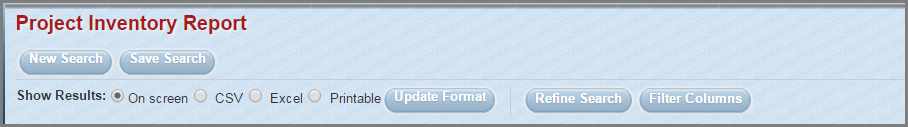 Project Inventory Report
New Search Save Search
Show Results: On screen CSV Excel Printable Update Format Refine Search Filter Columns